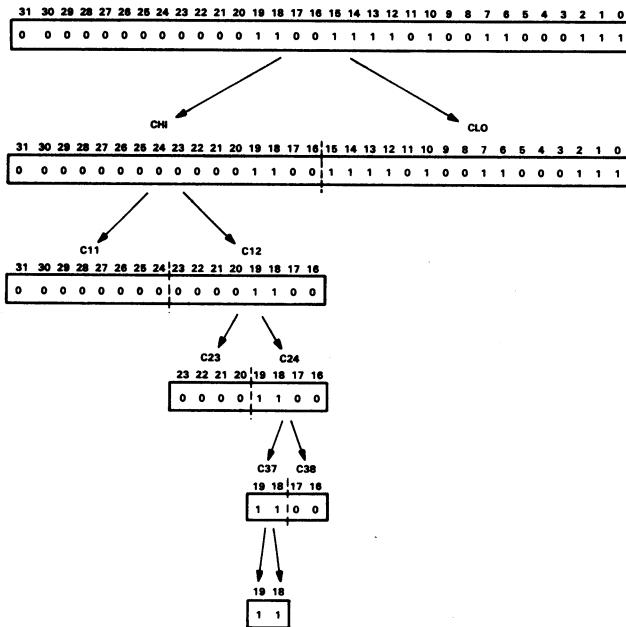 31 30 29 28 27 26 25 24 23 22 21 20 19 18 17 16 15 14 13 12 11 10 9 8 7 6 5 4 3 2 1 0
0 0 0 0 0 0 0 0 0 0 0 0 1 1 0 0 1 1 1 1 0 1 0 0 1 1 0 0 0 1 1 1
CHI CLO
31 30 29 28 27 26 25 24 23 22 21 20 19 18 17 16 15 14 13 12 11 10 9 8 7 6 5 4 3 2 1 0
0 0 0 0 0 0 0 0 0 0 0 0 1 1 0 0 1 1 1 1 0 1 0 0 1 1 0 0 0 1 1 1
C11 C12
31 30 29 28 27 26 25 24 23 22 21 20 19 18 17 16
0 0 0 0 0 0 0 0 0 0 0 0 1 1 0 0
C23 C24
23 22 21 20 19 18 17 16
0 0 0 0 1 1 0 0
C37 C38
19 18 17 16
1 1 0 0
19 18
1 1